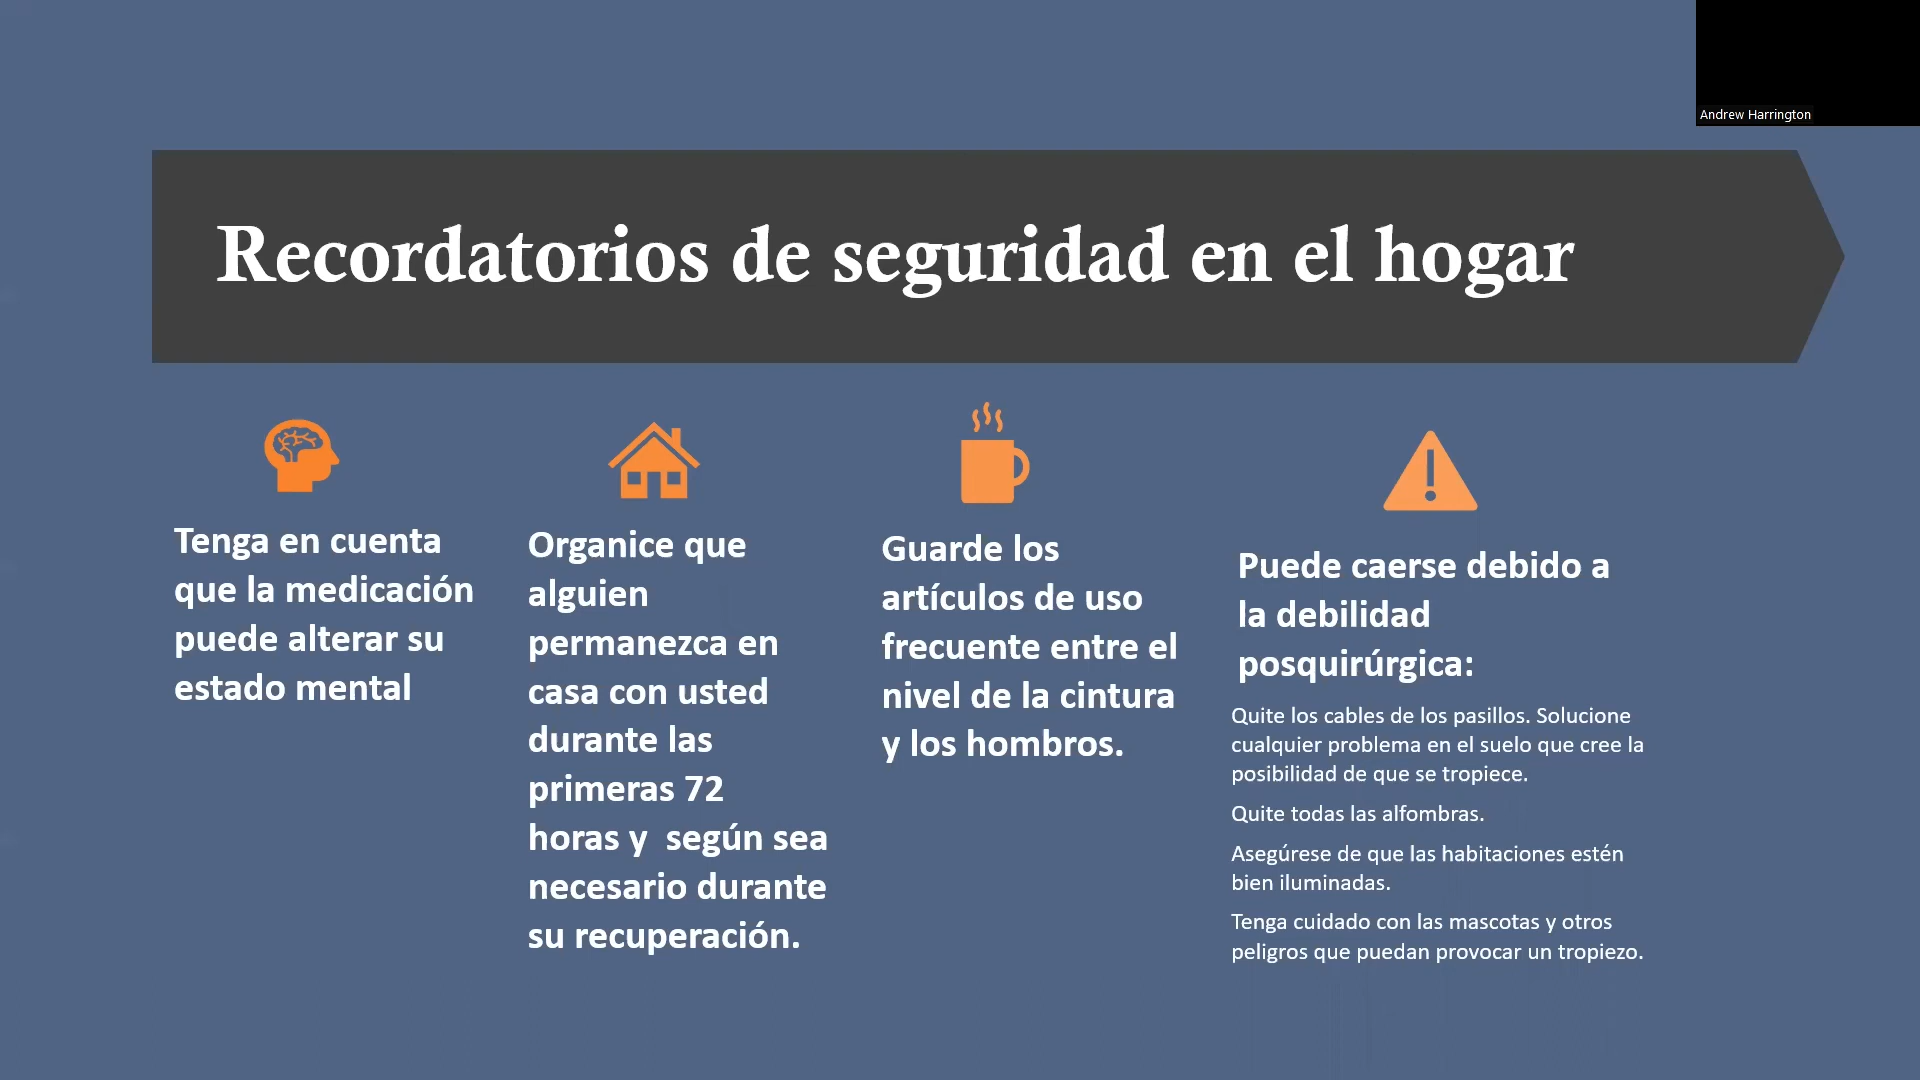 Andrew Harrington
Recordatorios de seguridad en el hogar
Tenga en cuenta
que la medicación
puede alterar su
estado mental
Organice que
alguien
permanezca en
casa con usted
durante las
primeras 72
horas y  según sea
necesario durante
su recuperación.
Guarde los
artículos de uso
frecuente entre el
nivel de la cintura
y los hombros.
Puede caerse debido a
la debilidad
posquirúrgica:
Quite los cables de los pasillos. Solucione
cualquier problema en el suelo que cree la
posibilidad de que se tropiece.
Quite todas las alfombras.
Asegúrese de que las habitaciones estén
bien iluminadas.
Tenga cuidado con las mascotas y otros
peligros que puedan provocar un tropiezo.